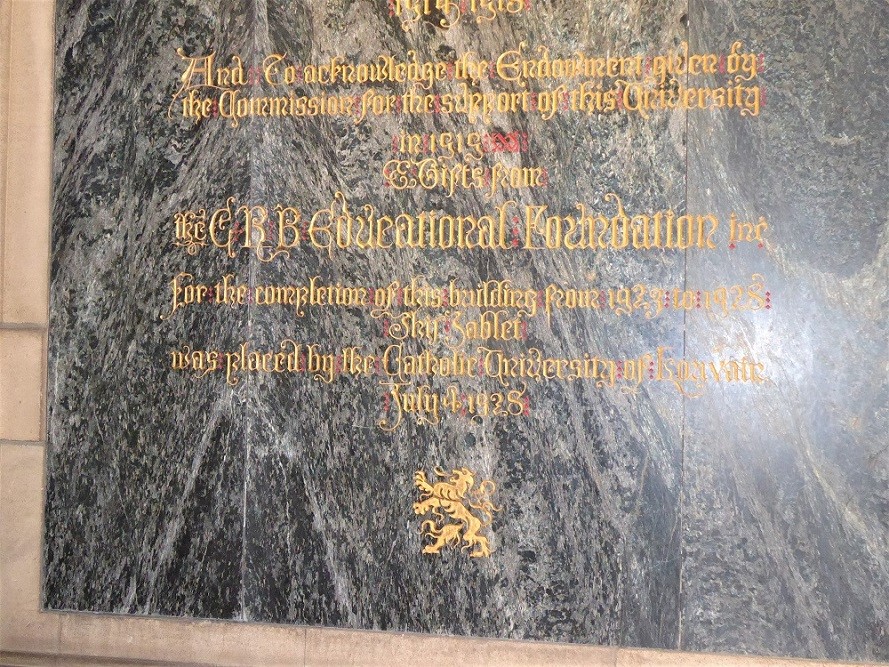 1914-1918
And To acknowledge the Endowment given by
the Commission for the support of this University
in 1919
& Gifts from
the C R B Educational Foundation inc
For the completion of this building from 1923 to 1928
This Tablet
was placed by the Catholic University of Louvain
July 4 1928